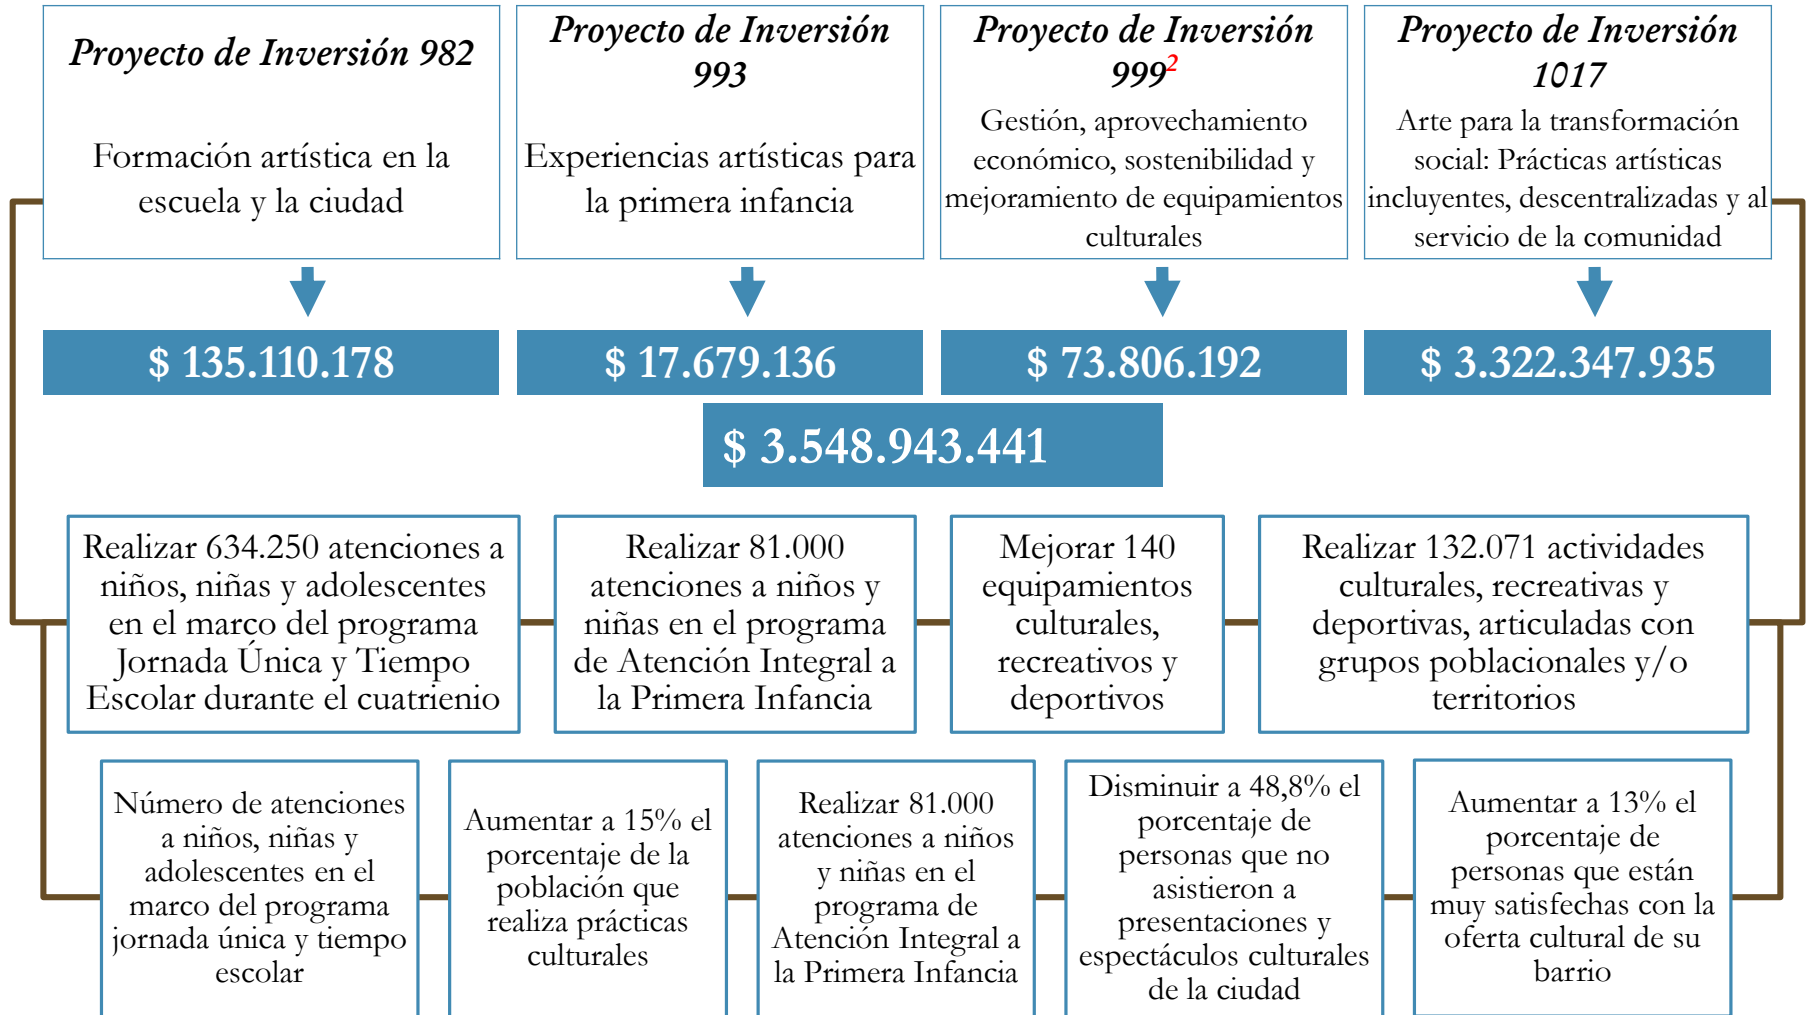 Proyecto de Inversión 982
Formación artística en la
escuela y la ciudad
Proyecto de Inversión
993
Experiencias artísticas para
la primera infancia
Proyecto de Inversión
999²
Gestión, aprovechamiento
económico, sostenibilidad y
mejoramiento de equipamientos
culturales
Proyecto de Inversión
1017
Arte para la transformación
social: Prácticas artísticas
incluyentes, descentralizadas y al
servicio de la comunidad
$ 135.110.178
$ 17.679.136
$ 73.806.192
$ 3.322.347.935
$ 3.548.943.441
Realizar 634.250 atenciones a
niños, niñas y adolescentes
en el marco del programa
Jornada Única y Tiempo
Escolar durante el cuatrienio
Realizar 81.000
atenciones a niños y
niñas en el programa
de Atención Integral a
la Primera Infancia
Mejorar 140
equipamientos
culturales,
recreativos y
deportivos
Realizar 132.071 actividades
culturales, recreativas y
deportivas, articuladas con
grupos poblacionales y/o
territorios
Número de atenciones
a niños, niñas y
adolescentes en el
marco del programa
jornada única y tiempo
escolar
Aumentar a 15% el
porcentaje de la
población que
realiza prácticas
culturales
Realizar 81.000
atenciones a niños
y niñas en el
programa de
Atención Integral a
la Primera Infancia
Disminuir a 48,8% el
porcentaje de
personas que no
asistieron a
presentaciones y
espectáculos culturales
de la ciudad
Aumentar a 13% el
porcentaje de
personas que están
muy satisfechas con la
oferta cultural de su
barrio